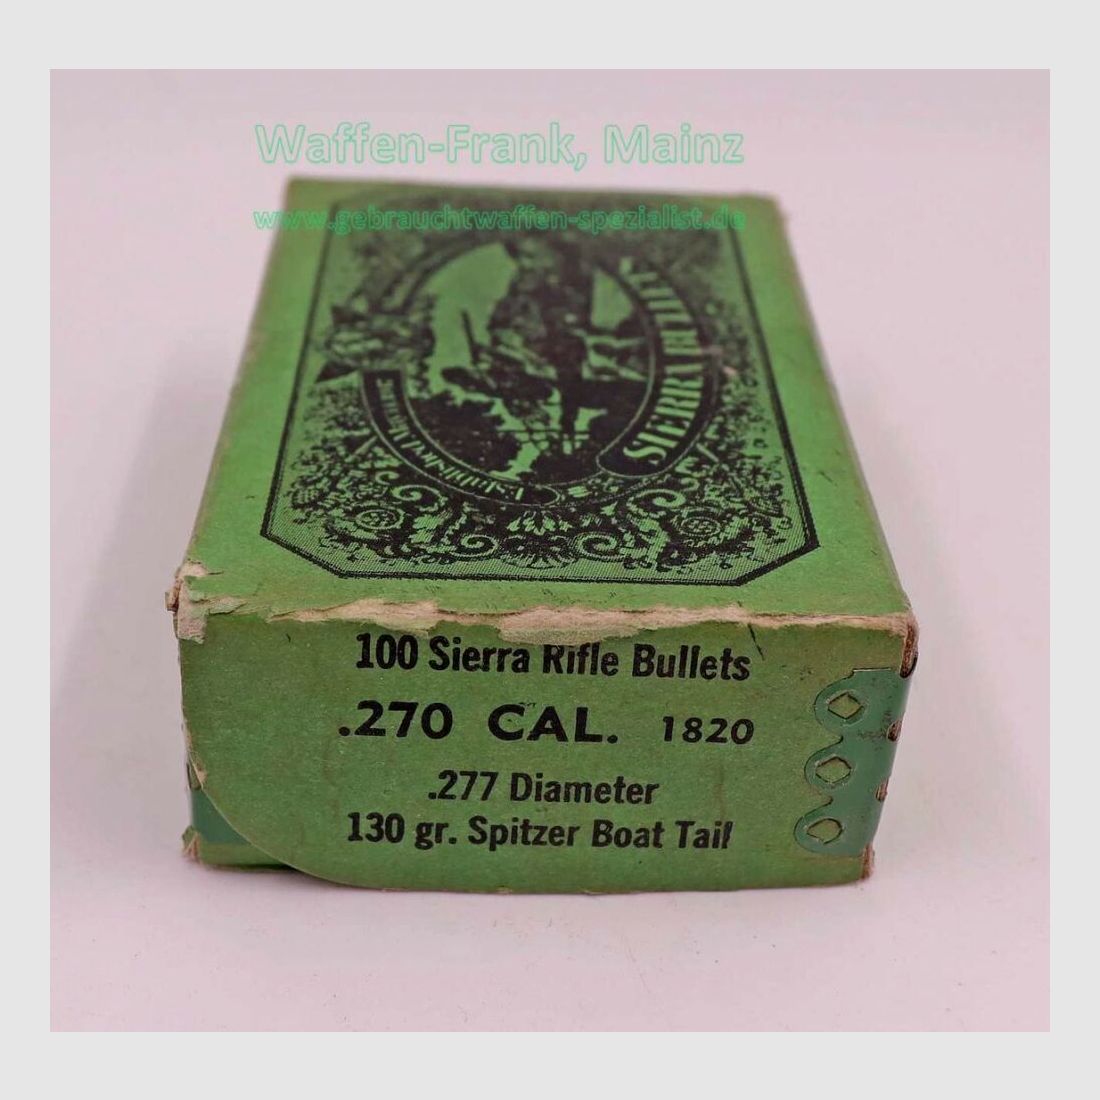 Waffen-Frank, Mainz
www.gebrauchtwaffen-spezialist.de
SIERRA BULLETS
100 Sierra Rifle Bullets
.270 CAL. 1820
.277 Diameter
130 gr. Spitzer Boat Tail